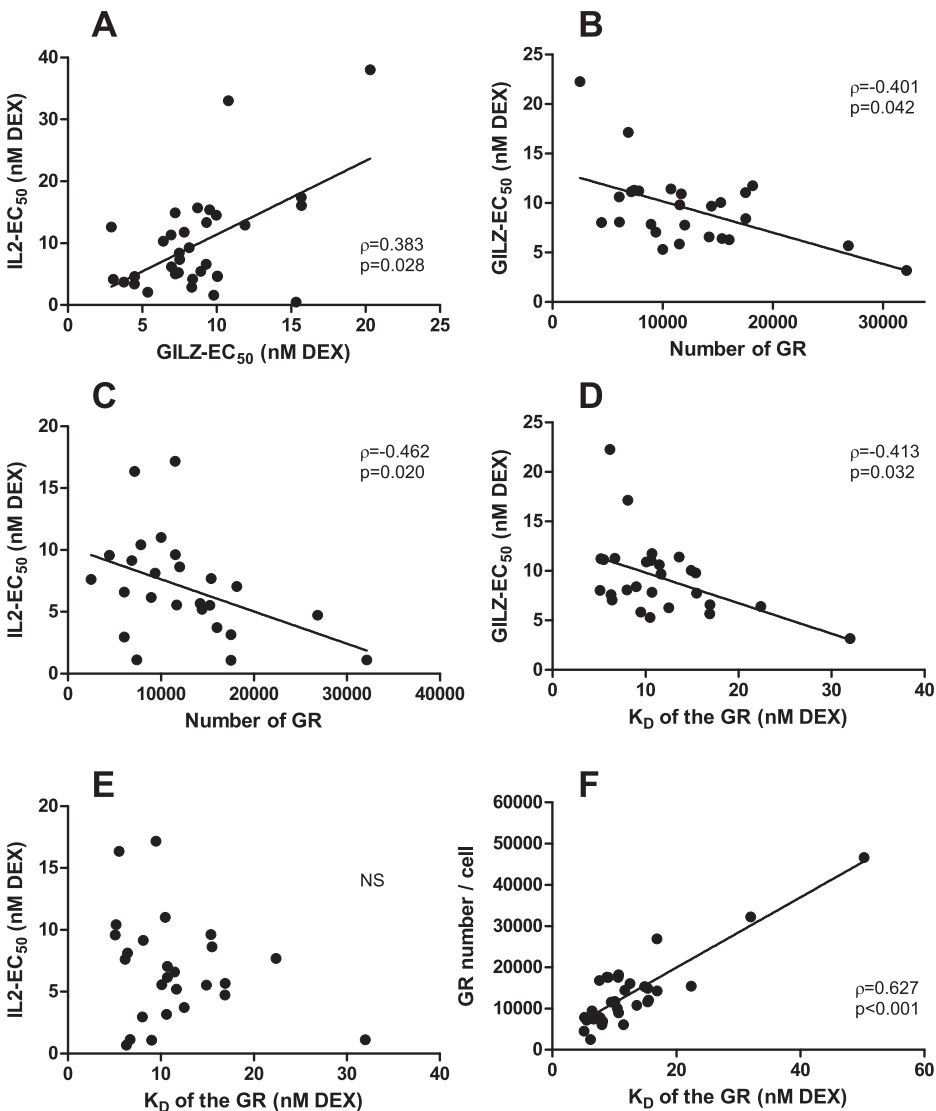 A
IL2-EC50 (nM DEX)
40
30
20
10
0
0 5 10 15 20 25
GILZ-EC50 (nM DEX)
ρ=0.383
p=0.028
B
GILZ-EC50 (nM DEX)
25
20
15
10
5
0
0 10000 20000 30000
Number of GR
ρ=-0.401
p=0.042
C
IL2-EC50 (nM DEX)
20
15
10
5
0
0 10000 20000 30000 40000
Number of GR
ρ=-0.462
p=0.020
D
GILZ-EC50 (nM DEX)
25
20
15
10
5
0
0 10 20 30 40
KD of the GR (nM DEX)
ρ=-0.413
p=0.032
E
IL2-EC50 (nM DEX)
20
15
10
5
0
0 10 20 30 40
KD of the GR (nM DEX)
NS
F
GR number / cell
60000
50000
40000
30000
20000
10000
0
0 20 40 60
KD of the GR (nM DEX)
ρ=0.627
p<0.001